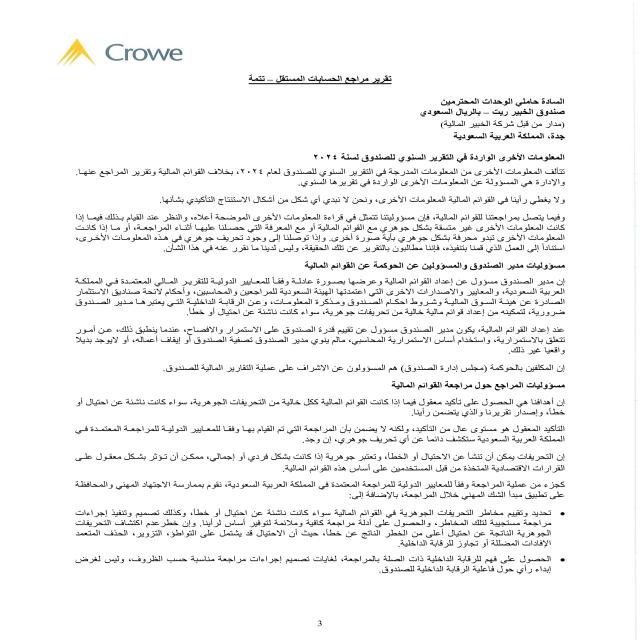 Crowe
تقرير مراجع الحسابات المستقل – تتمة
السادة حاملي الوحدات المحترمين
صندوق الخبير ريت – بالريال السعودي
(مدار من قبل شركة الخبير المالية)
جدة، المملكة العربية السعودية
المعلومات الأخرى الواردة في التقرير السنوي للصندوق لسنة ٢٠٢٤
تتألف المعلومات الأخرى من المعلومات المدرجة في التقرير السنوي للصندوق لعام ٢٠٢٤، بخلاف القوائم المالية وتقرير المراجع عنها.
والإدارة هي المسؤولة عن المعلومات الأخرى الواردة في تقريرها السنوي.
ولا يغطي رأينا في القوائم المالية المعلومات الأخرى، ونحن لا نبدي أي شكل من أشكال الاستنتاج التأكيدي بشأنها.
وفيما يتصل بمراجعتنا للقوائم المالية، فإن مسؤوليتنا تتمثل في قراءة المعلومات الأخرى الموضحة أعلاه، والنظر عند القيام بذلك فيما إذا
كانت المعلومات الأخرى غير متسقة بشكل جوهري مع القوائم المالية أو مع المعرفة التي حصلنا عليها أثناء المراجعة، أو ما إذا كانت
المعلومات الأخرى تبدو محرفة بشكل جوهري بأية صورة أخرى. وإذا توصلنا إلى وجود تحريف جوهري في هذه المعلومات الأخرى،
استناداً إلى العمل الذي قمنا بتنفيذه، فإننا مطالبون بالتقرير عن تلك الحقيقة، وليس لدينا ما نقرر عنه في هذا الشأن.
مسؤوليات مدير الصندوق والمسؤولين عن الحوكمة عن القوائم المالية
إن مدير الصندوق مسؤول عن إعداد القوائم المالية وعرضها بصورة عادلة وفقاً للمعايير الدولية للتقرير المالي المعتمدة في المملكة
العربية السعودية، والمعايير والاصدارات الاخرى التي اعتمدتها الهيئة السعودية للمراجعين والمحاسبين، وأحكام لائحة صناديق الاستثمار
الصادرة عن هيئة السوق المالية وشروط احكام الصندوق ومذكرة المعلومات، وعن الرقابة الداخلية التي يعتبرها مدير الصندوق
ضرورية، لتمكينه من إعداد قوائم مالية خالية من تحريفات جوهرية، سواء كانت ناشئة عن احتيال أو خطأ.
عند إعداد القوائم المالية، يكون مدير الصندوق مسؤول عن تقييم قدرة الصندوق على الاستمرار والافصاح، عندما ينطبق ذلك، عن أمور
تتعلق بالاستمرارية، واستخدام أساس الاستمرارية المحاسبي، مالم ينوي مدير الصندوق تصفية الصندوق أو إيقاف أعماله، او لايوجد بديلا
واقعيا غير ذلك.
إن المكلفين بالحوكمة (مجلس إدارة الصندوق) هم المسؤولون عن الاشراف على عملية التقارير المالية للصندوق.
مسؤوليات المراجع حول مراجعة القوائم المالية
إن أهدافنا هي الحصول على تأكيد معقول فيما إذا كانت القوائم المالية ككل خالية من التحريفات الجوهرية، سواء كانت ناشئة عن احتيال أو
خطأ، وإصدار تقريرنا والذي يتضمن رأينا.
التأكيد المعقول هو مستوى عال من التأكيد، ولكنه لا يضمن بأن المراجعة التي تم القيام بها وفقا للمعايير الدولية للمراجعة المعتمدة في
المملكة العربية السعودية ستكشف دائما عن أي تحريف جوهري، إن وجد.
إن التحريفات يمكن أن تنشأ عن الاحتيال أو الخطأ، وتعتبر جوهرية إذا كانت بشكل فردي أو إجمالي، ممكن أن تؤثر بشكل معقول على
القرارات الاقتصادية المتخذة من قبل المستخدمين على أساس هذه القوائم المالية.
كجزء من عملية المراجعة وفقاً للمعايير الدولية للمراجعة المعتمدة في المملكة العربية السعودية، نقوم بممارسة الاجتهاد المهني والمحافظة
على تطبيق مبدأ الشك المهني خلال المراجعة، بالإضافة إلى:
• تحديد وتقييم مخاطر التحريفات الجوهرية في القوائم المالية سواء كانت ناشئة عن احتيال أو خطأ، وكذلك تصميم وتنفيذ إجراءات
مراجعة مستجيبة لتلك المخاطر، والحصول على أدلة مراجعة كافية وملائمة لتوفير أساس لرأينا. وإن خطر عدم اكتشاف التحريفات
الجوهرية الناتجة عن احتيال أعلى من الخطر الناتج عن خطأ، حيث أن الاحتيال قد يشتمل على التواطؤ، التزوير، الحذف المتعمد
الإفادات المضللة أو تجاوز للرقابة الداخلية.
• الحصول على فهم للرقابة الداخلية ذات الصلة بالمراجعة، لغايات تصميم إجراءات مراجعة مناسبة حسب الظروف، وليس لغرض
إبداء رأي حول فاعلية الرقابة الداخلية للصندوق.
3